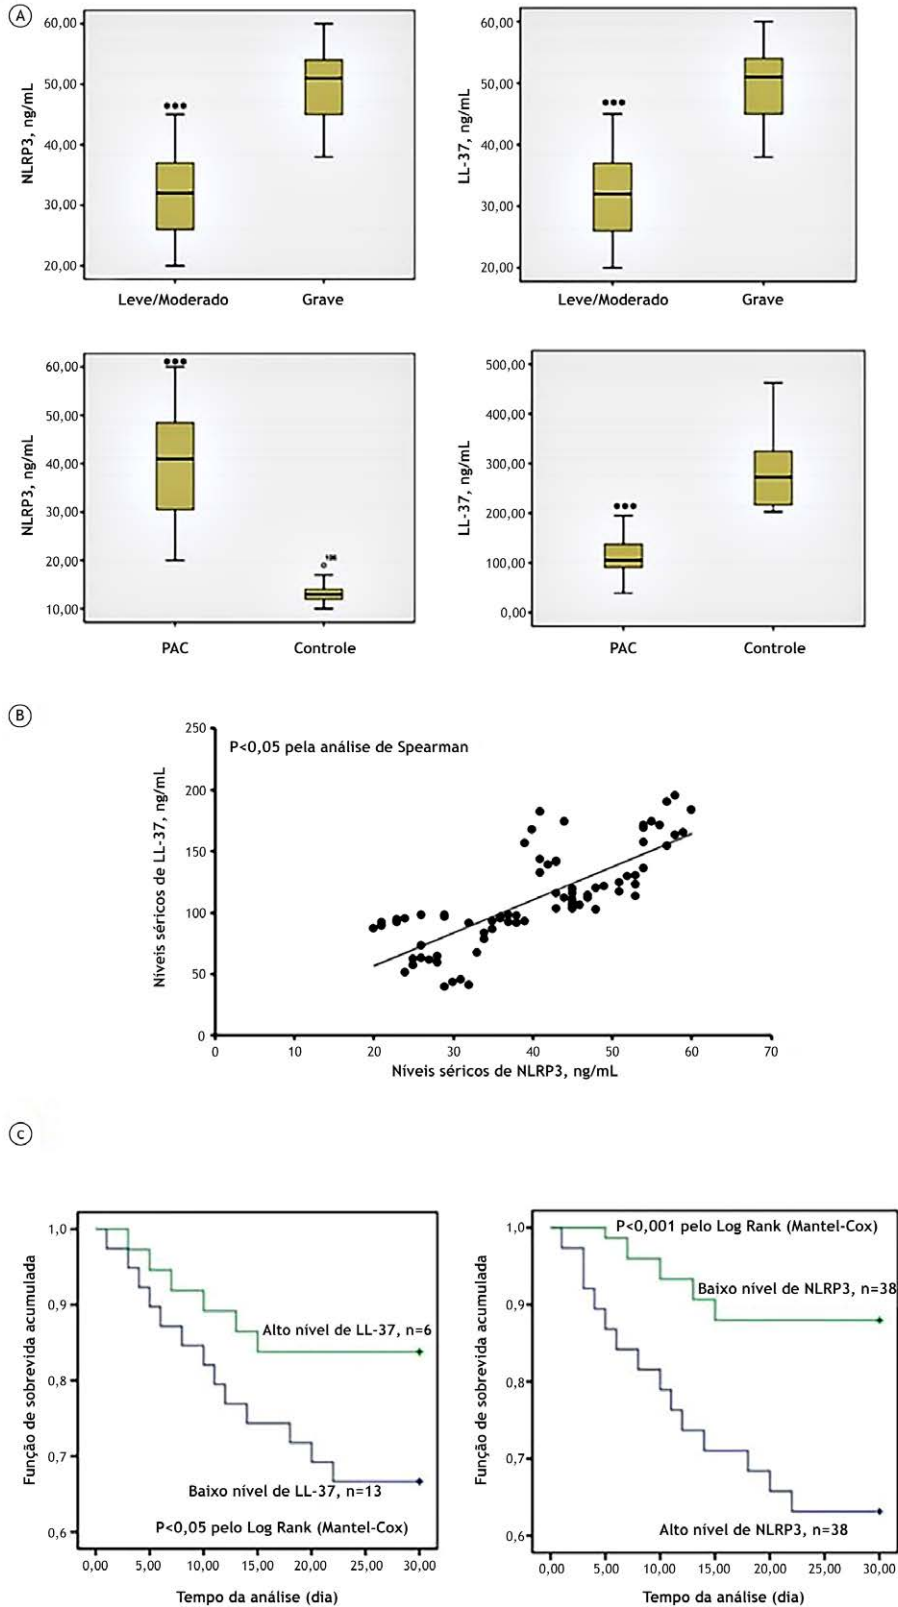 A
NLRP3, ng/mL
60,00
50,00
40,00
30,00
20,00
Leve/Moderado
Grave
LL-37, ng/mL
60,00
50,00
40,00
30,00
20,00
Leve/Moderado
Grave
NLRP3, ng/mL
60,00
50,00
40,00
30,00
20,00
10,00
PAC
Controle
LL-37, ng/mL
500,00
400,00
300,00
200,00
100,00
0,00
PAC
Controle
B
Níveis séricos de LL-37, ng/mL
250
200
150
100
50
0
P<0,05 pela análise de Spearman
0 10 20 30 40 50 60 70
Níveis séricos de NLRP3, ng/mL
C
Função de sobrevida acumulada
1,0
0,9
0,8
0,7
0,6
Alto nível de LL-37, n=6
Baixo nível de LL-37, n=13
P<0,05 pelo Log Rank (Mantel-Cox)
0,00 5,00 10,00 15,00 20,00 25,00 30,00
Tempo da análise (dia)
Função de sobrevida acumulada
1,0
0,9
0,8
0,7
0,6
P<0,001 pelo Log Rank (Mantel-Cox)
Baixo nível de NLRP3, n=38
Alto nível de NLRP3, n=38
0,00 5,00 10,00 15,00 20,00 25,00 30,00
Tempo da análise (dia)